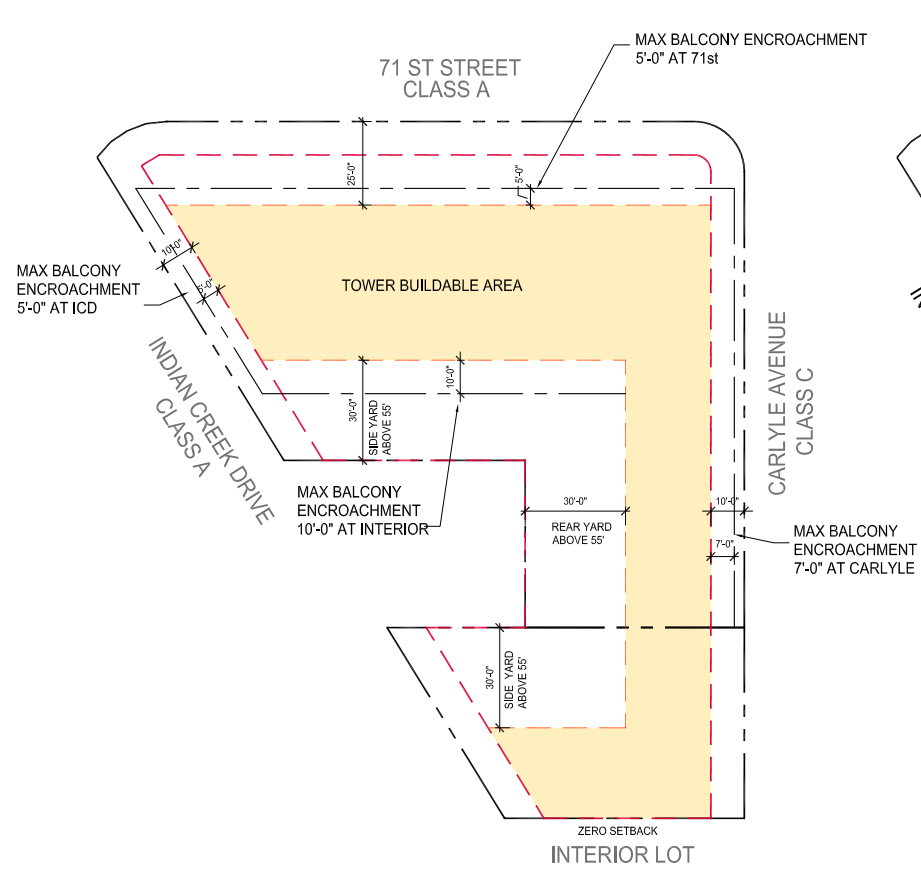 MAX BALCONY ENCROACHMENT
5'-0" AT 71st
71 ST STREET
CLASS A
25'-0"
5'-0"
10'-0"
MAX BALCONY
ENCROACHMENT
5'-0" AT ICD
5'-0"
TOWER BUILDABLE AREA
INDIAN CREEK DRIVE
CLASS A
30'-0"
SIDE YARD
ABOVE 55'
10'-0"
CARLYLE AVENUE
CLASS C
MAX BALCONY
ENCROACHMENT
10'-0" AT INTERIOR
30'-0"
REAR YARD
ABOVE 55'
10'-0"
7'-0"
MAX BALCONY
ENCROACHMENT
7'-0" AT CARLYLE
30'-0"
SIDE YARD
ABOVE 55'
ZERO SETBACK
INTERIOR LOT